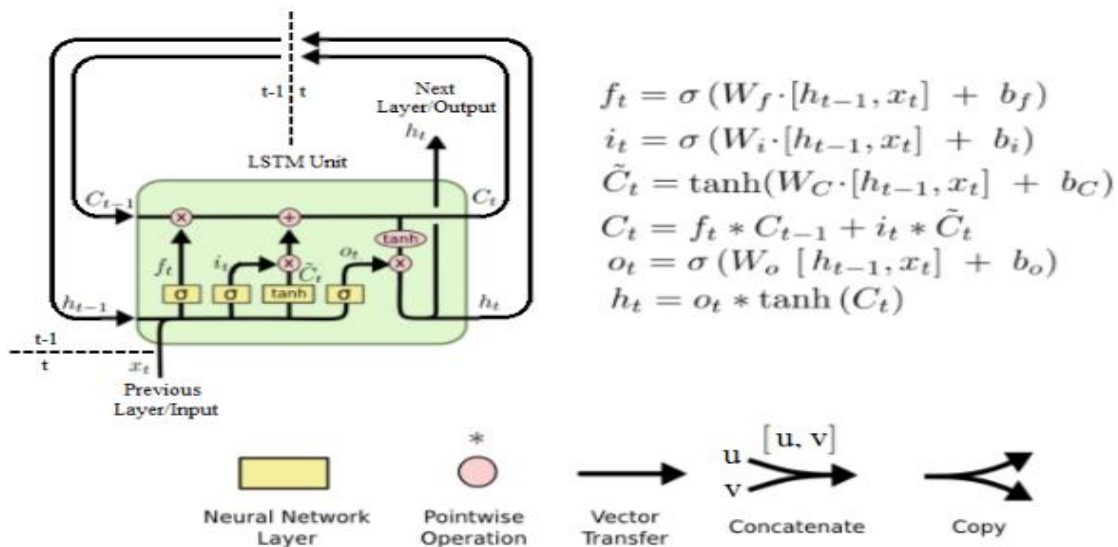 t-1 t
Next
Layer/Output
h_t
LSTM Unit
C_{t-1}
C_t
tanh
f_t
i_t
C̃_t
o_t
σ
σ
tanh
σ
h_{t-1}
h_t
t-1
t
x_t
Previous
Layer/Input
f_t = σ (W_f·[h_{t-1}, x_t] + b_f)
i_t = σ (W_i·[h_{t-1}, x_t] + b_i)
C̃_t = tanh(W_C·[h_{t-1}, x_t] + b_C)
C_t = f_t * C_{t-1} + i_t * C̃_t
o_t = σ (W_o [h_{t-1}, x_t] + b_o)
h_t = o_t * tanh (C_t)
*
[u, v]
u
v
Neural Network
Layer
Pointwise
Operation
Vector
Transfer
Concatenate
Copy